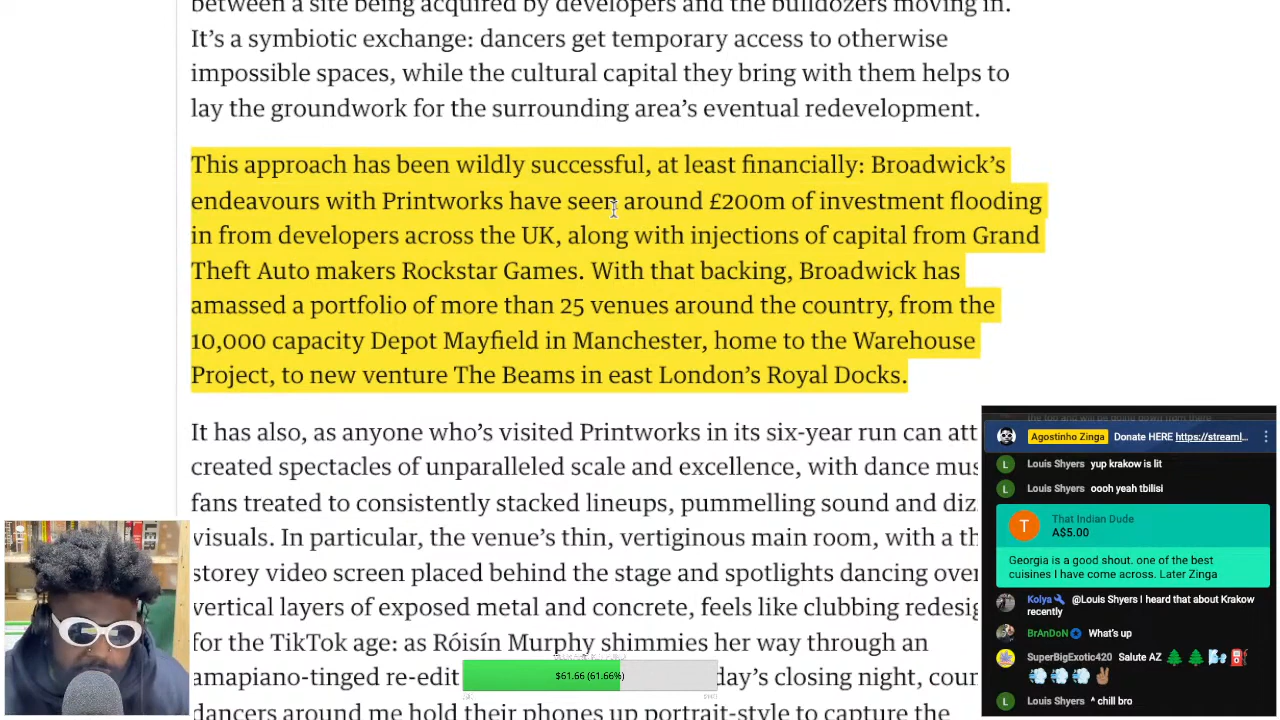 between a site being acquired by developers and the bulldozers moving in.
It’s a symbiotic exchange: dancers get temporary access to otherwise
impossible spaces, while the cultural capital they bring with them helps to
lay the groundwork for the surrounding area’s eventual redevelopment.
This approach has been wildly successful, at least financially: Broadwick’s
endeavours with Printworks have seen around £200m of investment flooding
in from developers across the UK, along with injections of capital from Grand
Theft Auto makers Rockstar Games. With that backing, Broadwick has
amassed a portfolio of more than 25 venues around the country, from the
10,000 capacity Depot Mayfield in Manchester, home to the Warehouse
Project, to new venture The Beams in east London’s Royal Docks.
It has also, as anyone who’s visited Printworks in its six-year run can att
created spectacles of unparalleled scale and excellence, with dance mus
fans treated to consistently stacked lineups, pummelling sound and diz
visuals. In particular, the venue’s thin, vertiginous main room, with a th
storey video screen placed behind the stage and spotlights dancing over
vertical layers of exposed metal and concrete, feels like clubbing redesig
for the TikTok age: as Róisín Murphy shimmies her way through an
amapiano-tinged re-edit
day’s closing night, coun
dancers around me hold their phones up portrait-style to capture the
$61.66 (61.66%)
the too and will be going down from there
Agostinho Zinga Donate HERE https://streaml...
L Louis Shyers yup krakow is lit
L Louis Shyers oooh yeah tbilisi
T That Indian Dude
A$5.00
Georgia is a good shout. one of the best
cuisines I have come across. Later Zinga
Kolya @Louis Shyers I heard that about Krakow
recently
BrAnDoN What’s up
SuperBigExotic420 Salute AZ
L Louis Shyers ^ chill bro